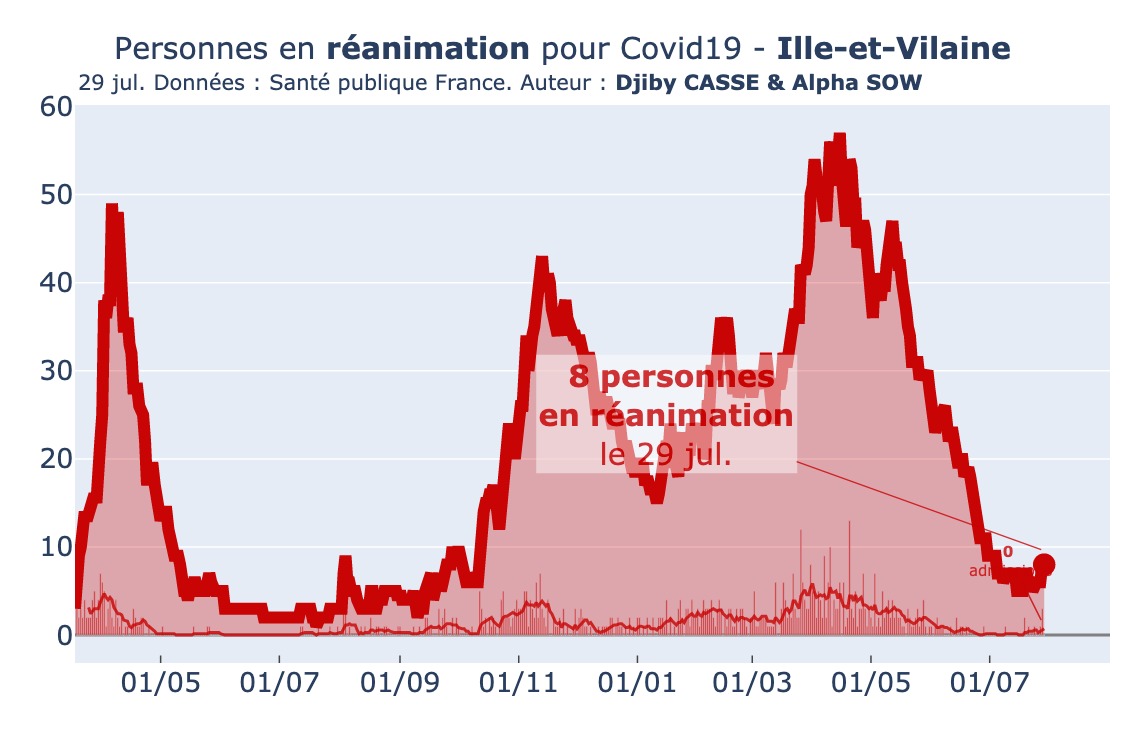 Personnes en réanimation pour Covid19 - Ille-et-Vilaine
29 jul. Données : Santé publique France. Auteur : Djiby CASSE & Alpha SOW
60
50
40
30
20
10
0
8 personnes
en réanimation
le 29 jul.
0
01/05 01/07 01/09 01/11 01/01 01/03 01/05 01/07